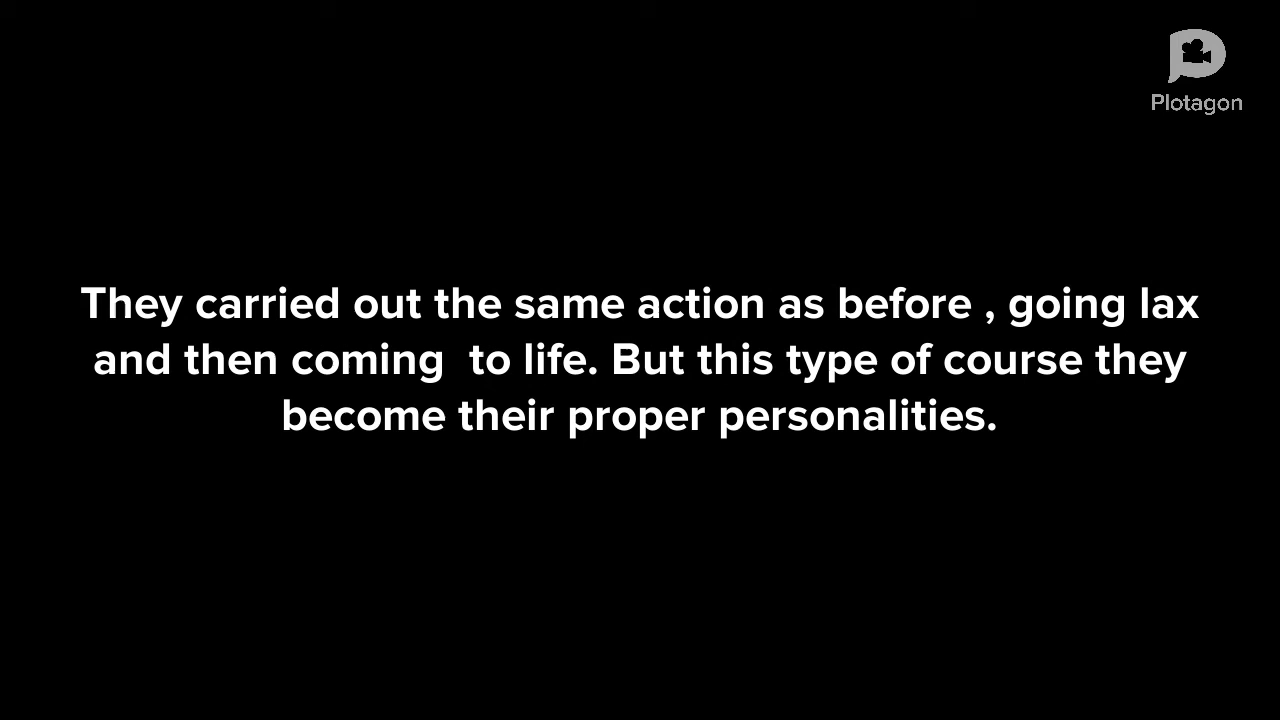 Plotagon
They carried out the same action as before , going lax
and then coming  to life. But this type of course they
become their proper personalities.